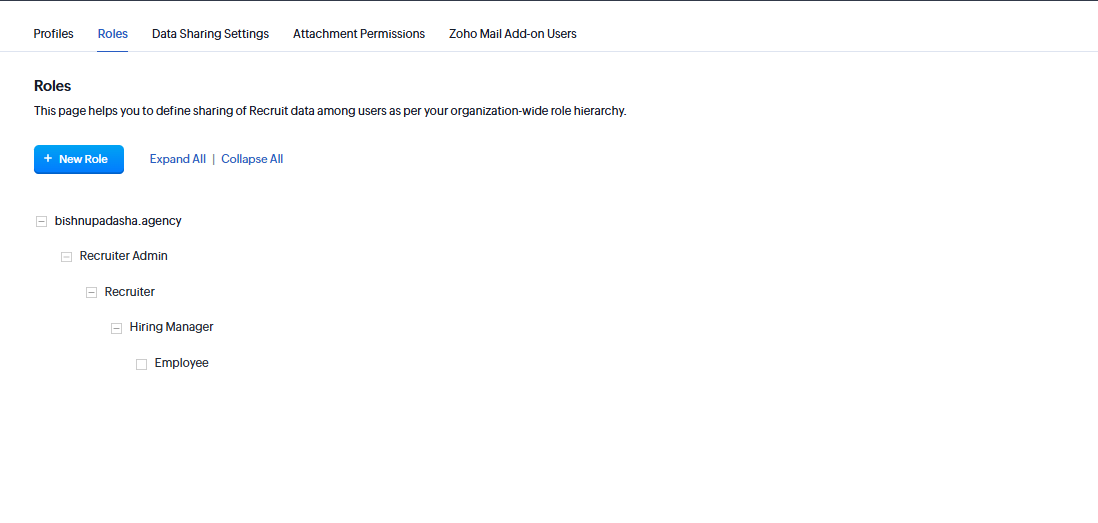 Profiles Roles Data Sharing Settings Attachment Permissions Zoho Mail Add-on Users
Roles
This page helps you to define sharing of Recruit data among users as per your organization-wide role hierarchy.
+ New Role Expand All | Collapse All
bishnupadasha.agency
Recruiter Admin
Recruiter
Hiring Manager
Employee